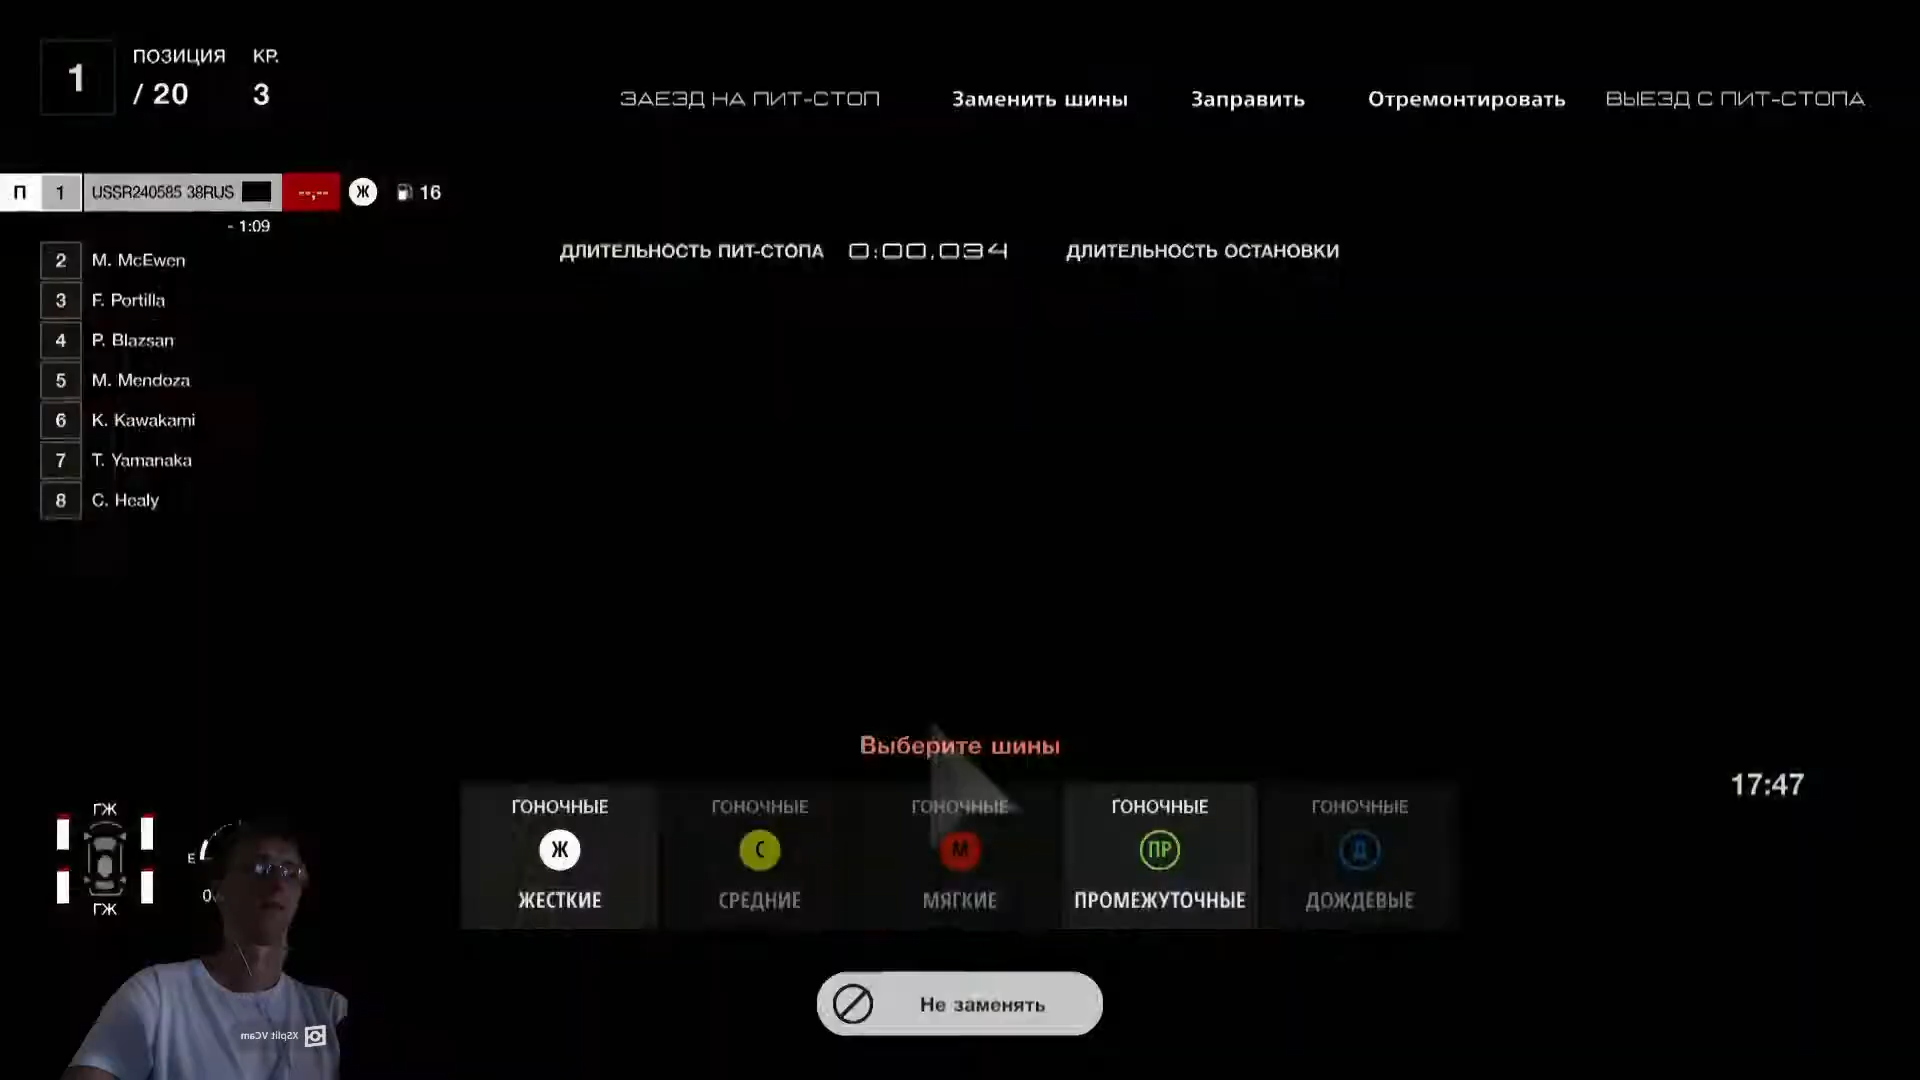 1
ПОЗИЦИЯ КР.
/ 20 3
ЗАЕЗД НА ПИТ-СТОП Заменить шины Заправить Отремонтировать ВЫЕЗД С ПИТ-СТОПА
П 1 USSR240585 38RUS --;-- Ж 16
- 1:09
ДЛИТЕЛЬНОСТЬ ПИТ-СТОПА 0:00,034 ДЛИТЕЛЬНОСТЬ ОСТАНОВКИ
2 M. McEwen
3 F. Portilla
4 P. Blazsan
5 M. Mendoza
6 K. Kawakami
7 T. Yamanaka
8 C. Healy
Выберите шины
17:47
ГОНОЧНЫЕ ГОНОЧНЫЕ ГОНОЧНЫЕ ГОНОЧНЫЕ ГОНОЧНЫЕ
Ж С М ПР Д
ЖЕСТКИЕ СРЕДНИЕ МЯГКИЕ ПРОМЕЖУТОЧНЫЕ ДОЖДЕВЫЕ
ГЖ
E
ГЖ
Не заменять
XSplit VCam